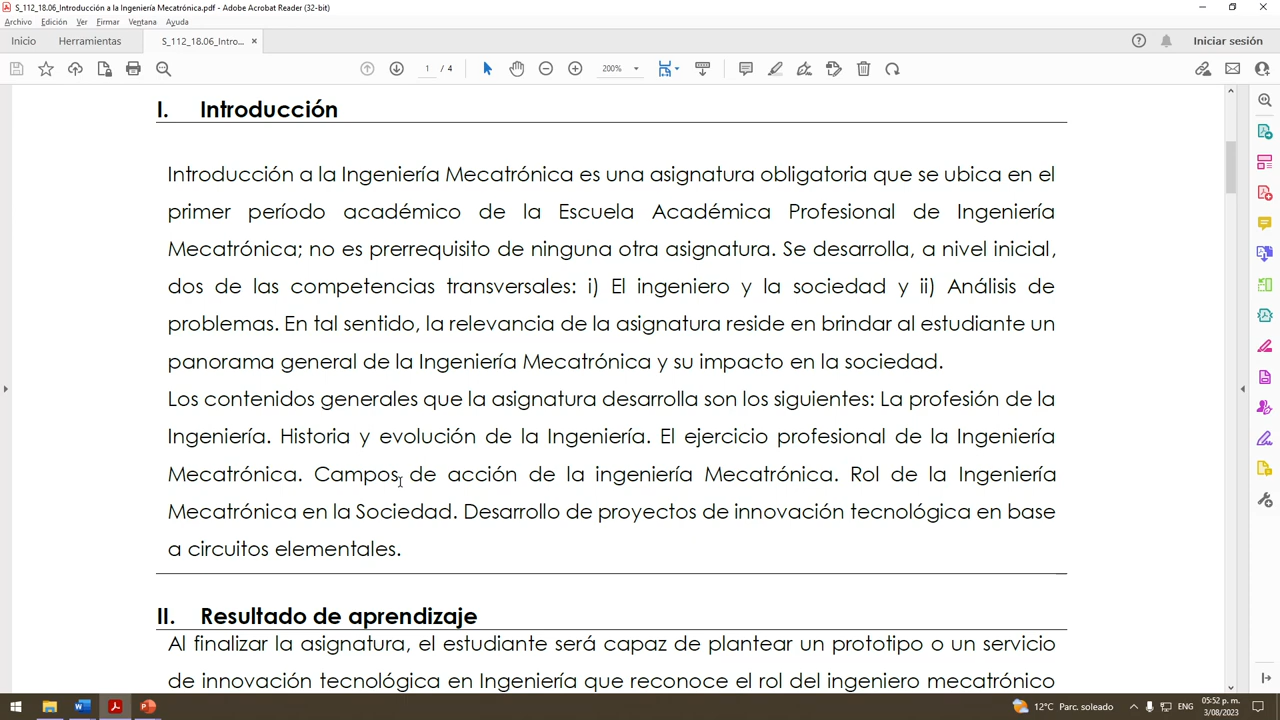 S_112_18.06_Introducción a la Ingeniería Mecatrónica.pdf - Adobe Acrobat Reader (32-bit)
Archivo Edición Ver Firmar Ventana Ayuda
Inicio Herramientas S_112_18.06_Intro... × Iniciar sesión
1 / 4 200%
I. Introducción
Introducción a la Ingeniería Mecatrónica es una asignatura obligatoria que se ubica en el
primer período académico de la Escuela Académica Profesional de Ingeniería
Mecatrónica; no es prerrequisito de ninguna otra asignatura. Se desarrolla, a nivel inicial,
dos de las competencias transversales: i) El ingeniero y la sociedad y ii) Análisis de
problemas. En tal sentido, la relevancia de la asignatura reside en brindar al estudiante un
panorama general de la Ingeniería Mecatrónica y su impacto en la sociedad.
Los contenidos generales que la asignatura desarrolla son los siguientes: La profesión de la
Ingeniería. Historia y evolución de la Ingeniería. El ejercicio profesional de la Ingeniería
Mecatrónica. Campos de acción de la ingeniería Mecatrónica. Rol de la Ingeniería
Mecatrónica en la Sociedad. Desarrollo de proyectos de innovación tecnológica en base
a circuitos elementales.
II. Resultado de aprendizaje
Al finalizar la asignatura, el estudiante será capaz de plantear un prototipo o un servicio
de innovación tecnológica en Ingeniería que reconoce el rol del ingeniero mecatrónico
12°C Parc. soleado ENG 05:52 p. m.
3/08/2023